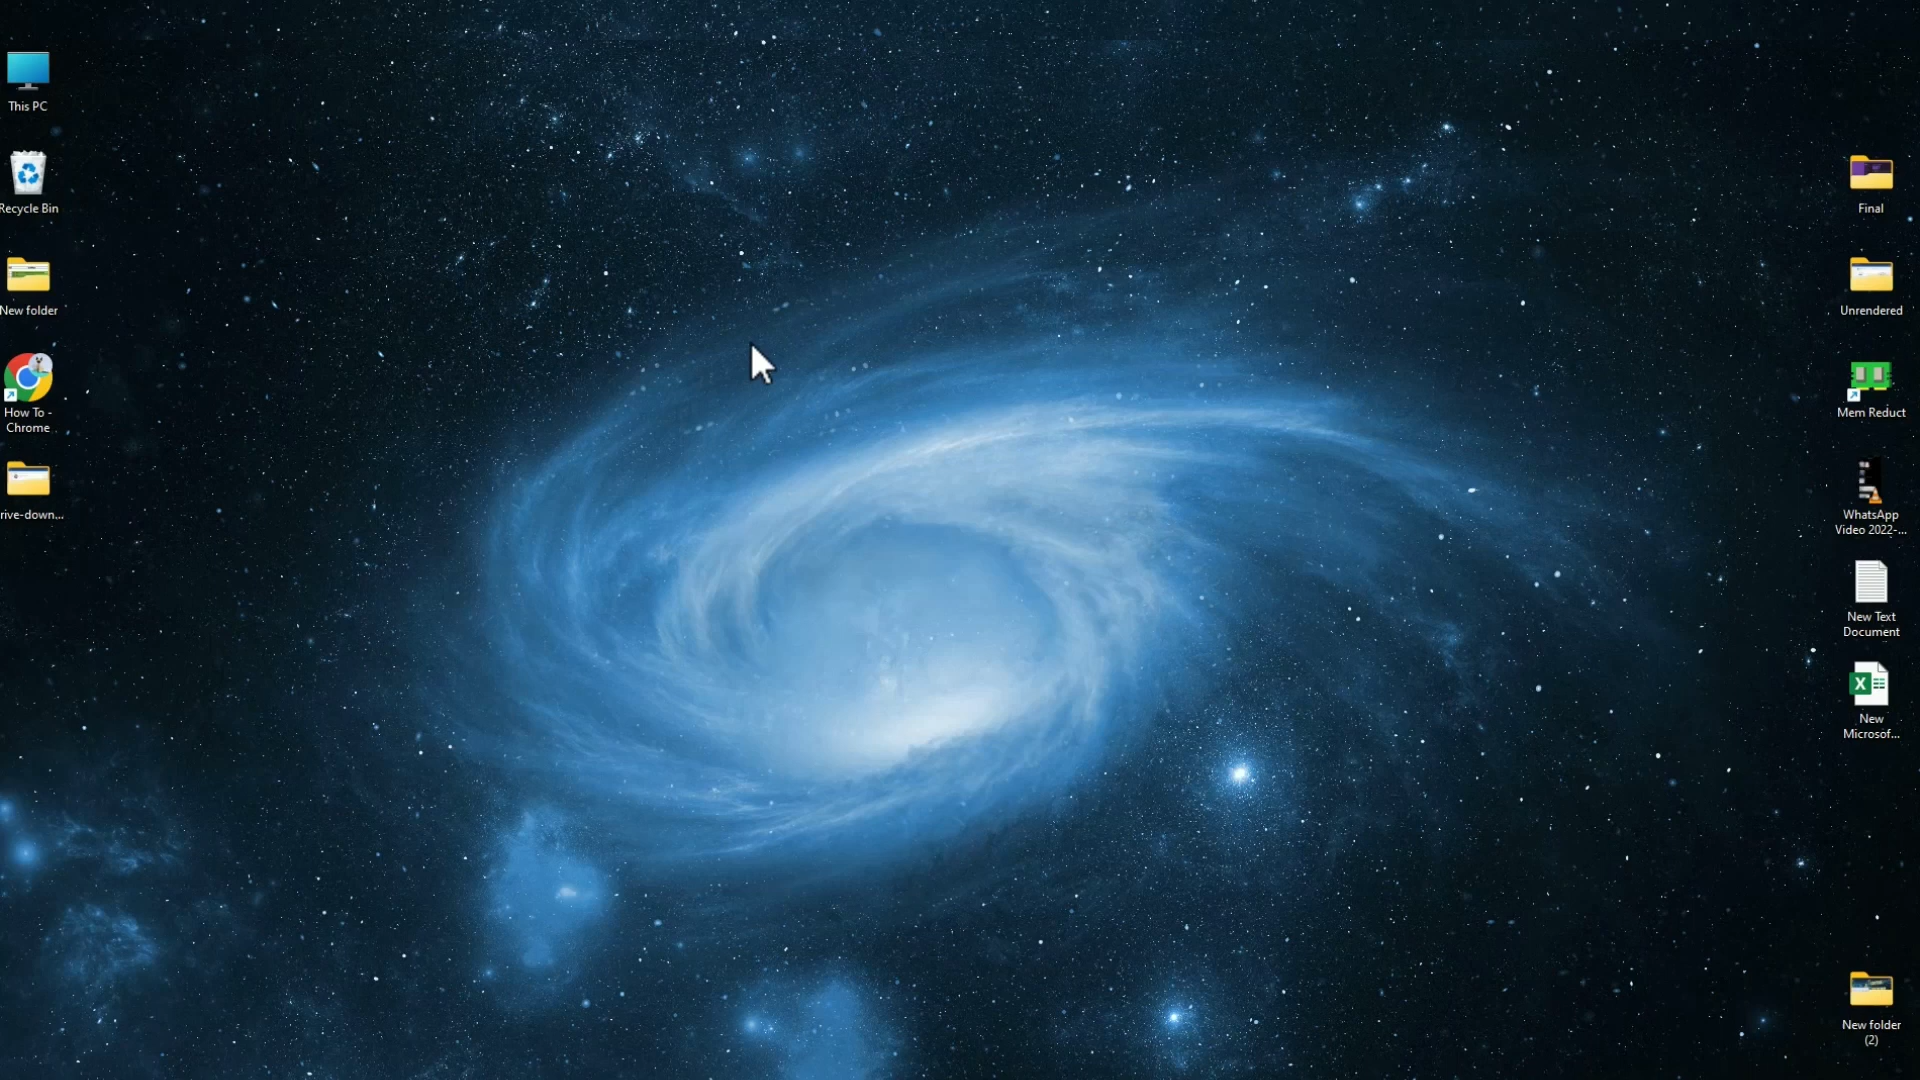 This PC
Recycle Bin
New folder
How To -
Chrome
rive-down...
Final
Unrendered
Mem Reduct
WhatsApp
Video 2022-...
New Text
Document
New
Microsof...
New folder
(2)